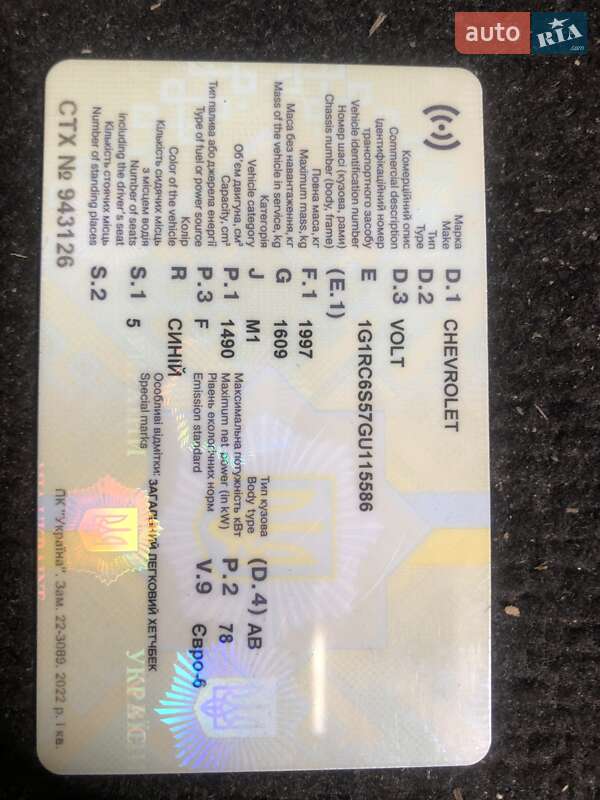 auto RIA.com
Марка
Make
D.1 CHEVROLET
Тип
Type
D.2
Комерційний опис
Commercial description
D.3 VOLT
Ідентифікаційний номер
транспортного засобу
Vehicle identification number
E 1G1RC6S57GU115586
Номер шасі (кузова, рами)
Chassis number (body, frame)
(E.1)
Повна маса, кг
Maximum mass, kg
F.1 1997
Маса без навантаження, кг
Mass of the vehicle in service, kg
G 1609
Категорія
Vehicle category
J M1
Тип кузова
Body type
(D.4) AB
Об'єм двигуна, см³
Capacity, cm³
P.1 1490
Максимальна потужність кВт
Maximum net power (in kW)
P.2 78
Тип палива або джерела енергії
Type of fuel or power source
P.3 F
Рівень екологічних норм
Emission standard
V.9 Євро-6
Колір
Color of the vehicle
R СИНІЙ
Кількість сидячих місць
з місцем водія
Number of seats
including the driver's seat
S.1 5
Особливі відмітки: ЗАГАЛЬНИЙ ЛЕГКОВИЙ ХЕТЧБЕК
Special marks
Кількість стоячих місць
Number of standing places
S.2
СТХ № 943126
ПК "Україна". Зам. 22-3089. 2022 р. I кв.